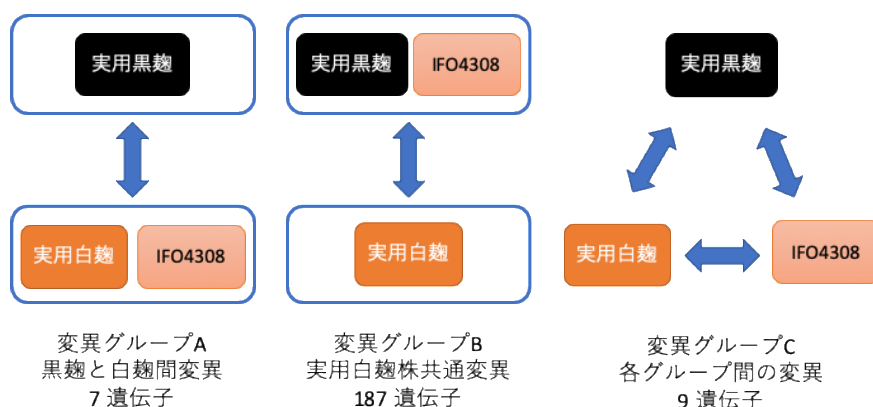 実用黒麹
実用白麹
IFO4308
変異グループA
黒麹と白麹間変異
7 遺伝子
実用黒麹
IFO4308
実用白麹
変異グループB
実用白麹株共通変異
187 遺伝子
実用黒麹
実用白麹
IFO4308
変異グループC
各グループ間の変異
9 遺伝子